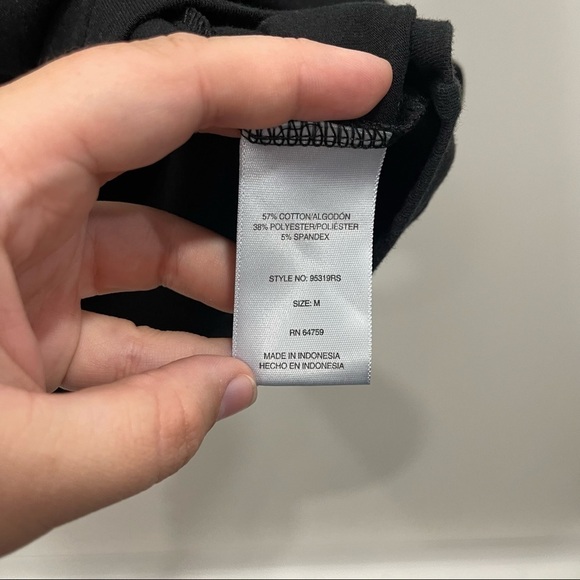 57% COTTON/ALGODÓN
38% POLYESTER/POLIÉSTER
5% SPANDEX
STYLE NO: 95319RS
SIZE: M
RN 64759
MADE IN INDONESIA
HECHO EN INDONESIA